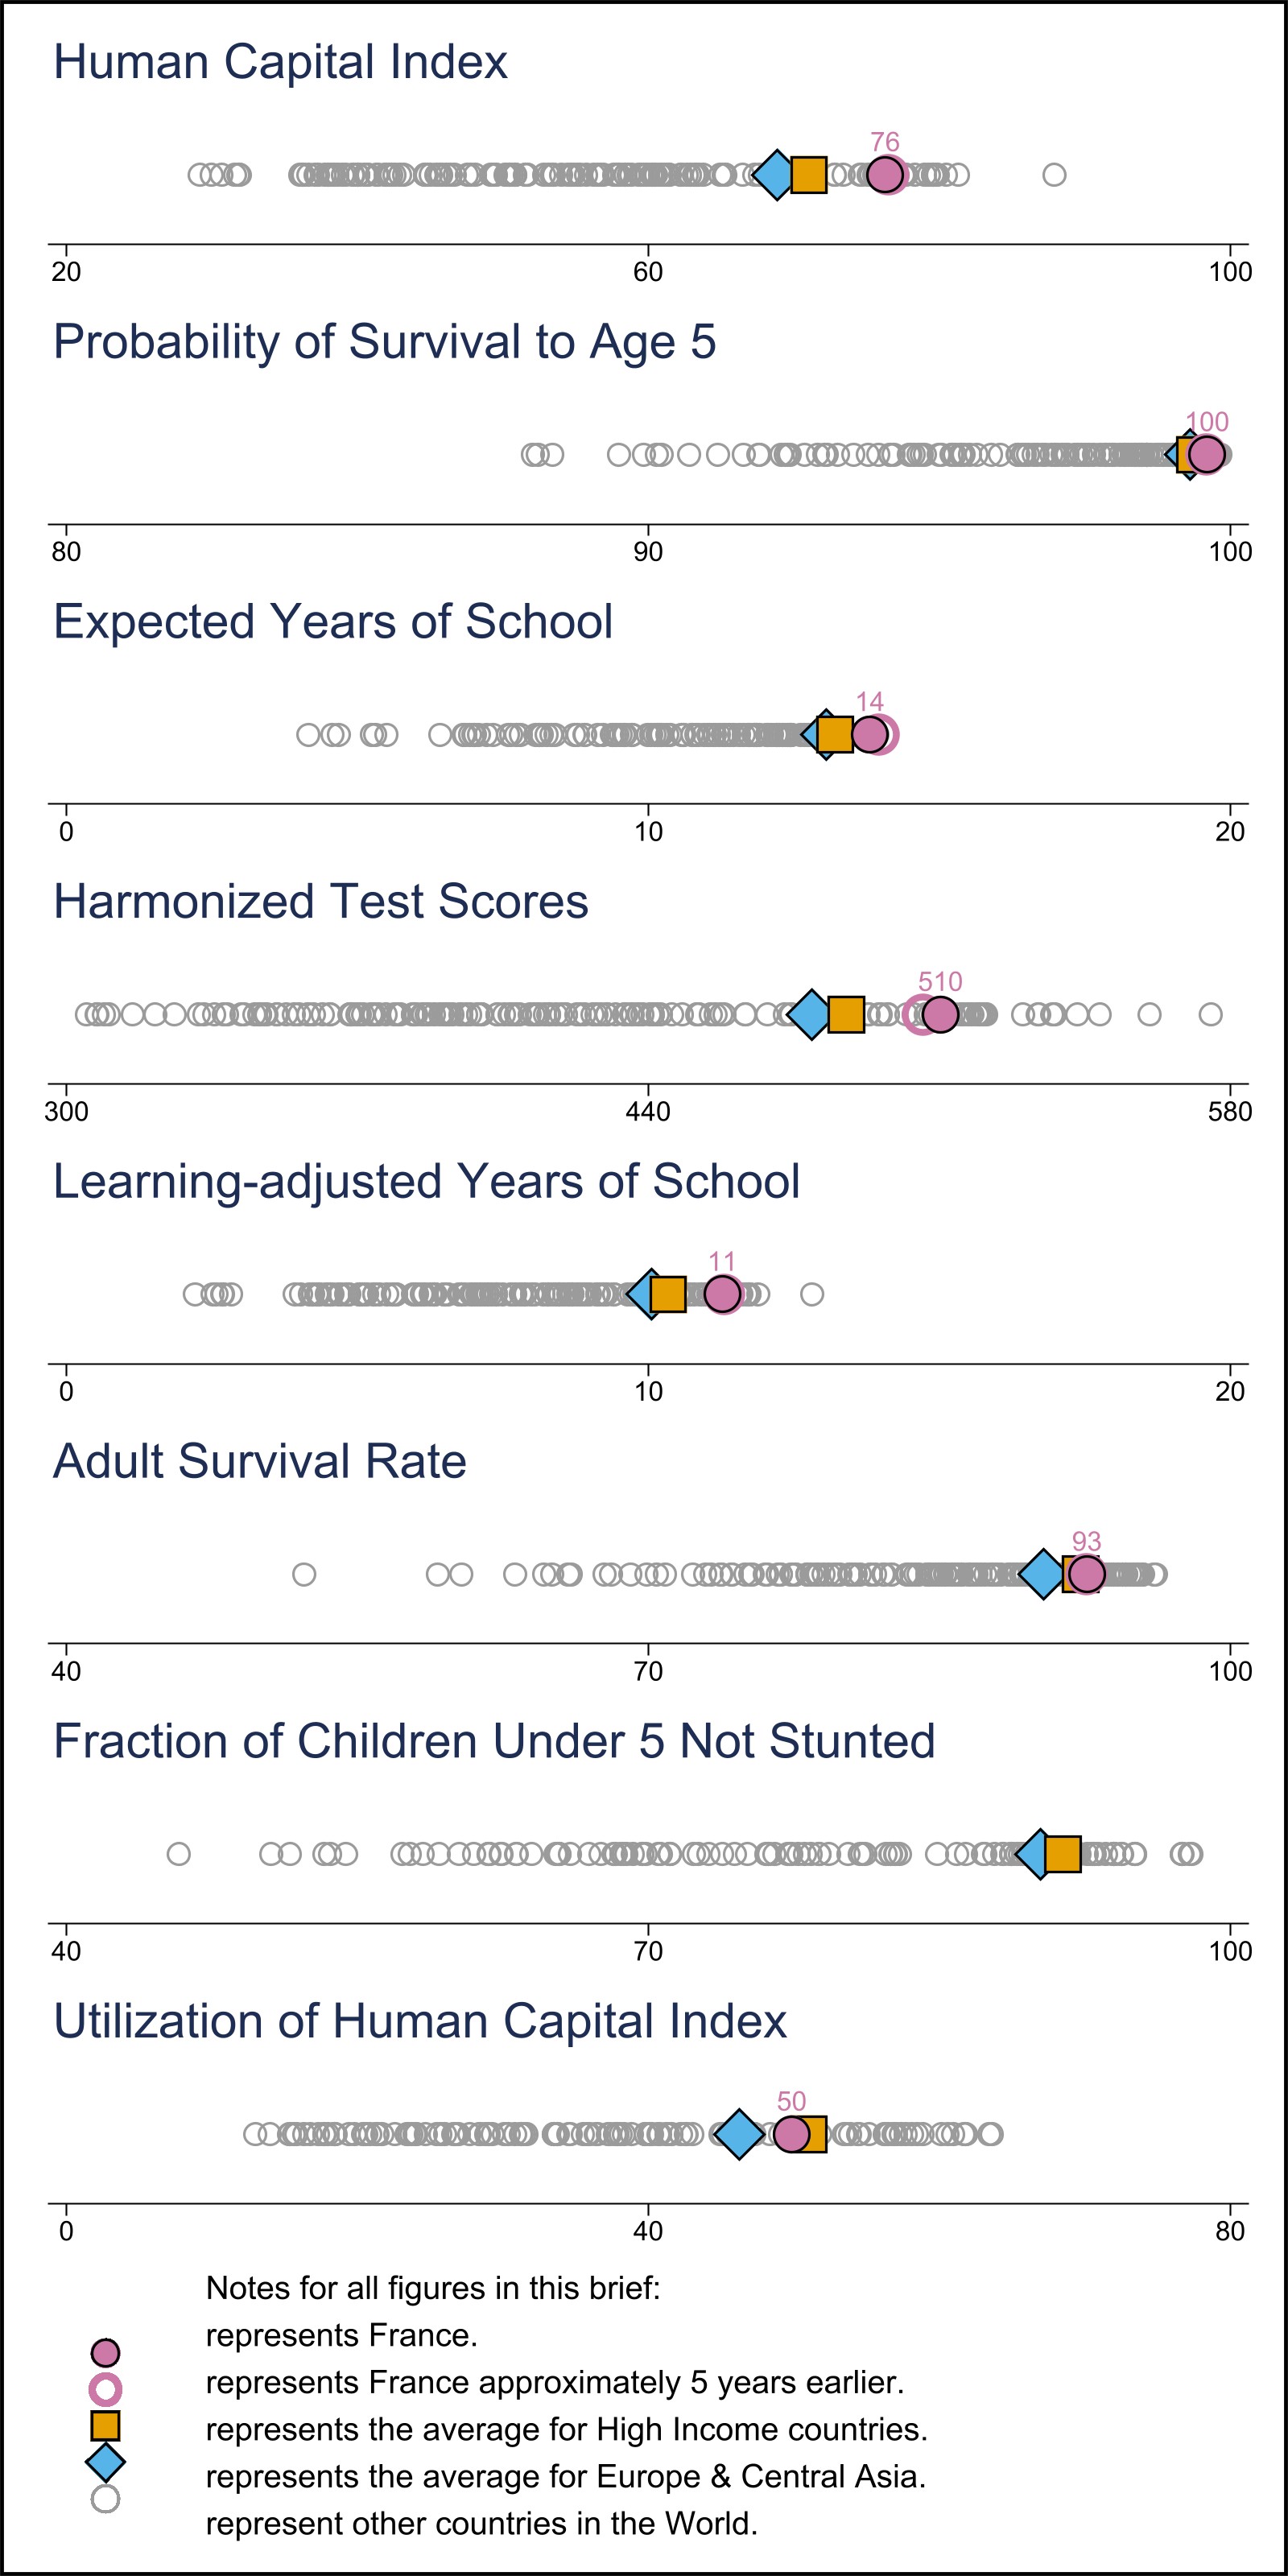 Human Capital Index
76
20 60 100
Probability of Survival to Age 5
100
80 90 100
Expected Years of School
14
0 10 20
Harmonized Test Scores
510
300 440 580
Learning-adjusted Years of School
11
0 10 20
Adult Survival Rate
93
40 70 100
Fraction of Children Under 5 Not Stunted
40 70 100
Utilization of Human Capital Index
50
0 40 80
Notes for all figures in this brief:
represents France.
represents France approximately 5 years earlier.
represents the average for High Income countries.
represents the average for Europe & Central Asia.
represent other countries in the World.